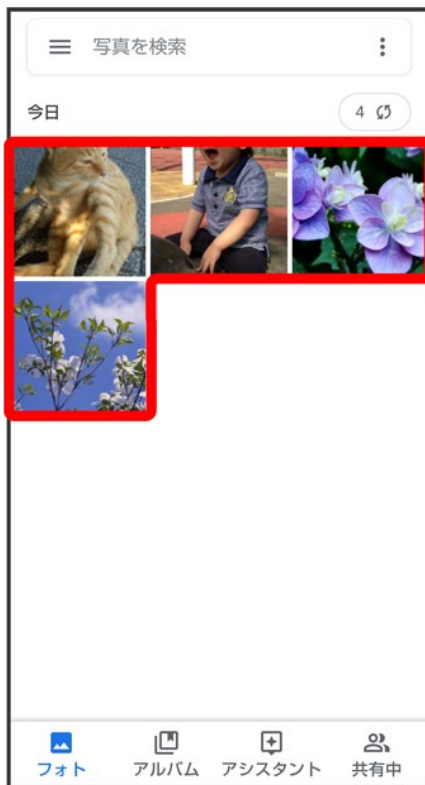 写真を検索
今日
4
フォト
アルバム
アシスタント
共有中